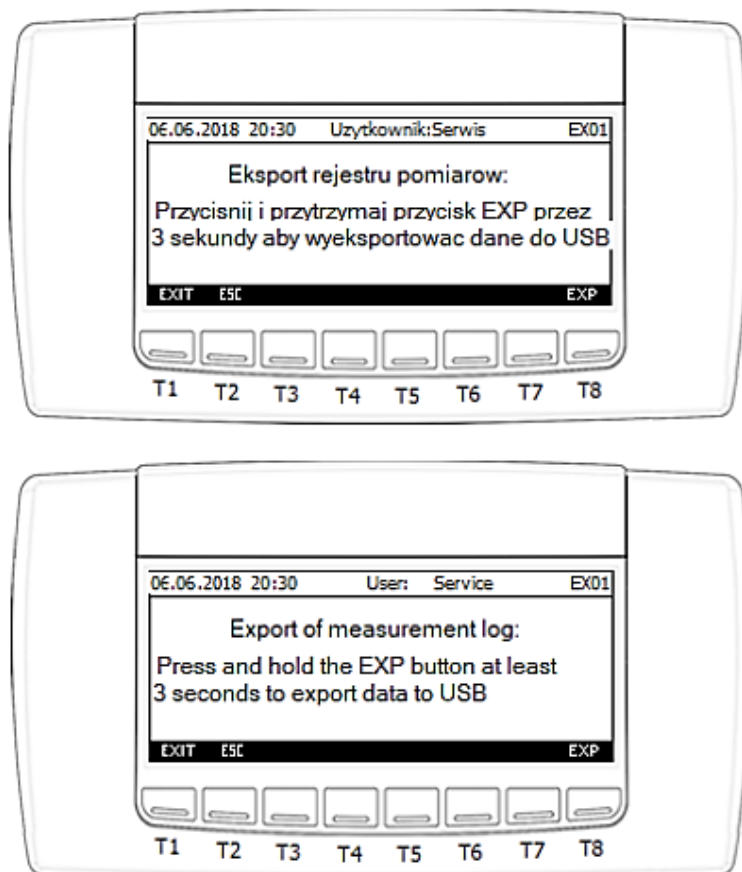 06.06.2018 20:30 Uzytkownik:Serwis EX01
Eksport rejestru pomiarow:
Przycisnij i przytrzymaj przycisk EXP przez
3 sekundy aby wyeksportowac dane do USB
EXIT ESC EXP
T1 T2 T3 T4 T5 T6 T7 T8
06.06.2018 20:30 User: Service EX01
Export of measurement log:
Press and hold the EXP button at least
3 seconds to export data to USB
EXIT ESC EXP
T1 T2 T3 T4 T5 T6 T7 T8